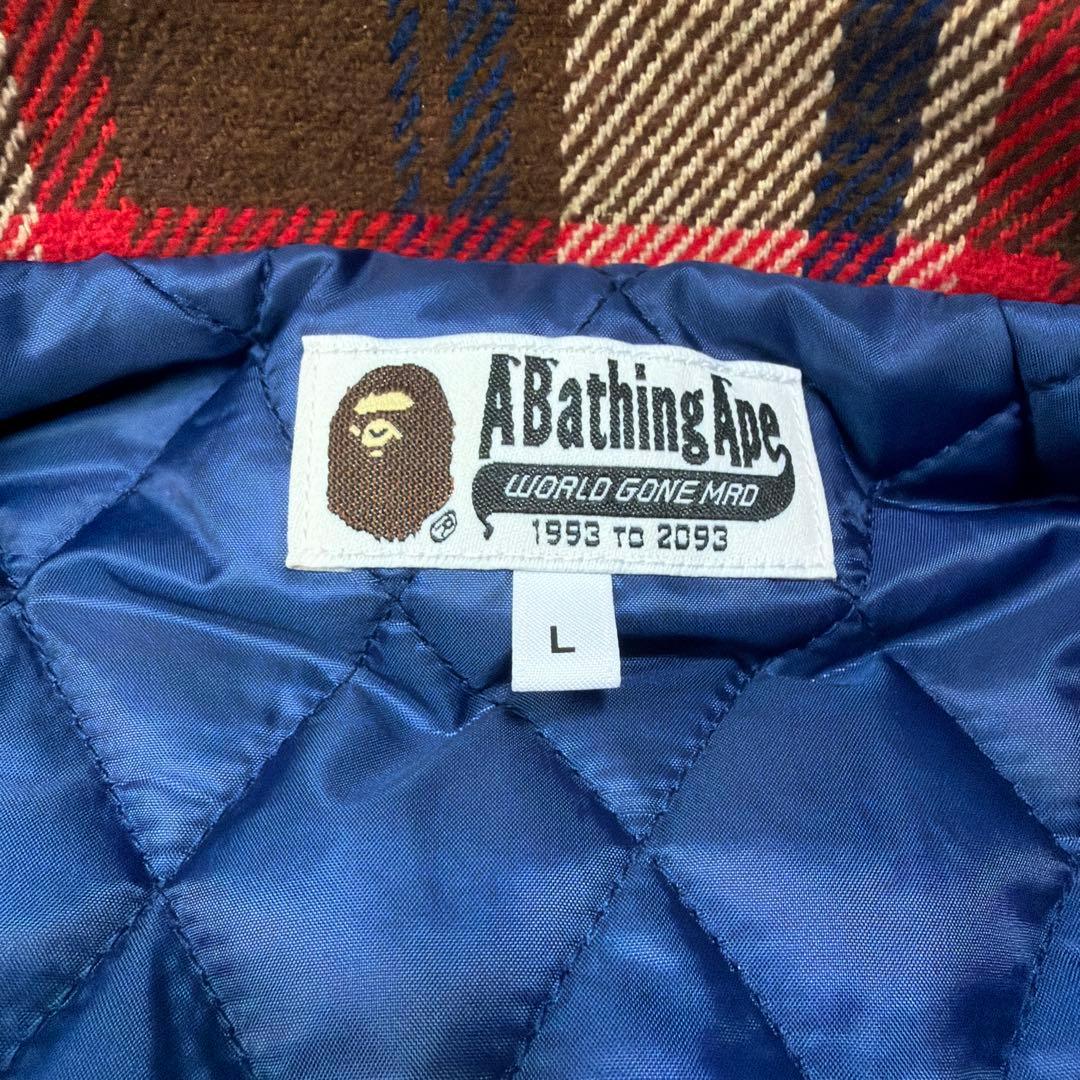 A Bathing Ape
WORLD GONE MAD
1993 TO 2093
®
L